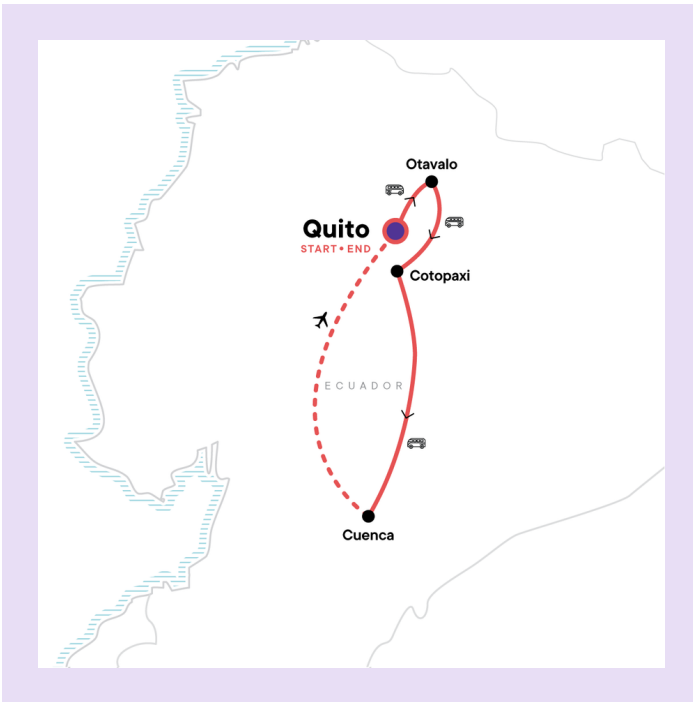 Otavalo
Quito
START • END
Cotopaxi
ECUADOR
Cuenca